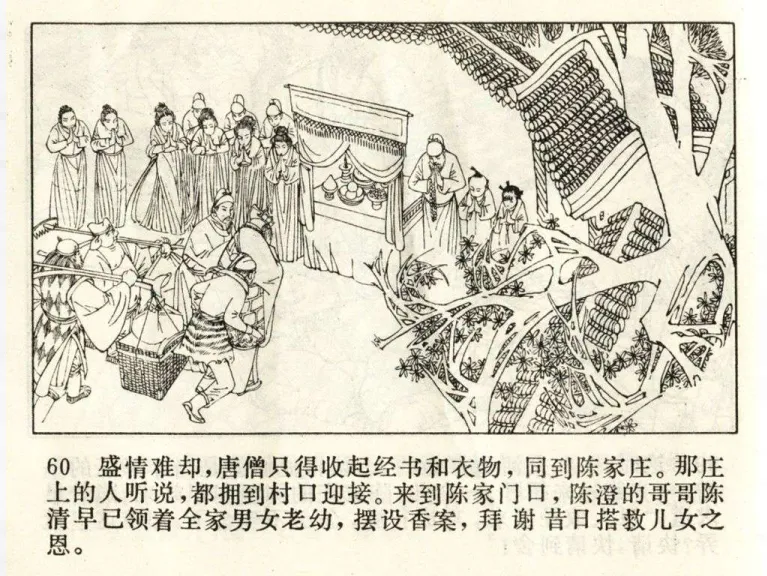 60 盛情难却,唐僧只得收起经书和衣物,同到陈家庄。那庄
上的人听说,都拥到村口迎接。来到陈家门口,陈澄的哥哥陈
清早已领着全家男女老幼,摆设香案,拜谢昔日搭救儿女之
恩。